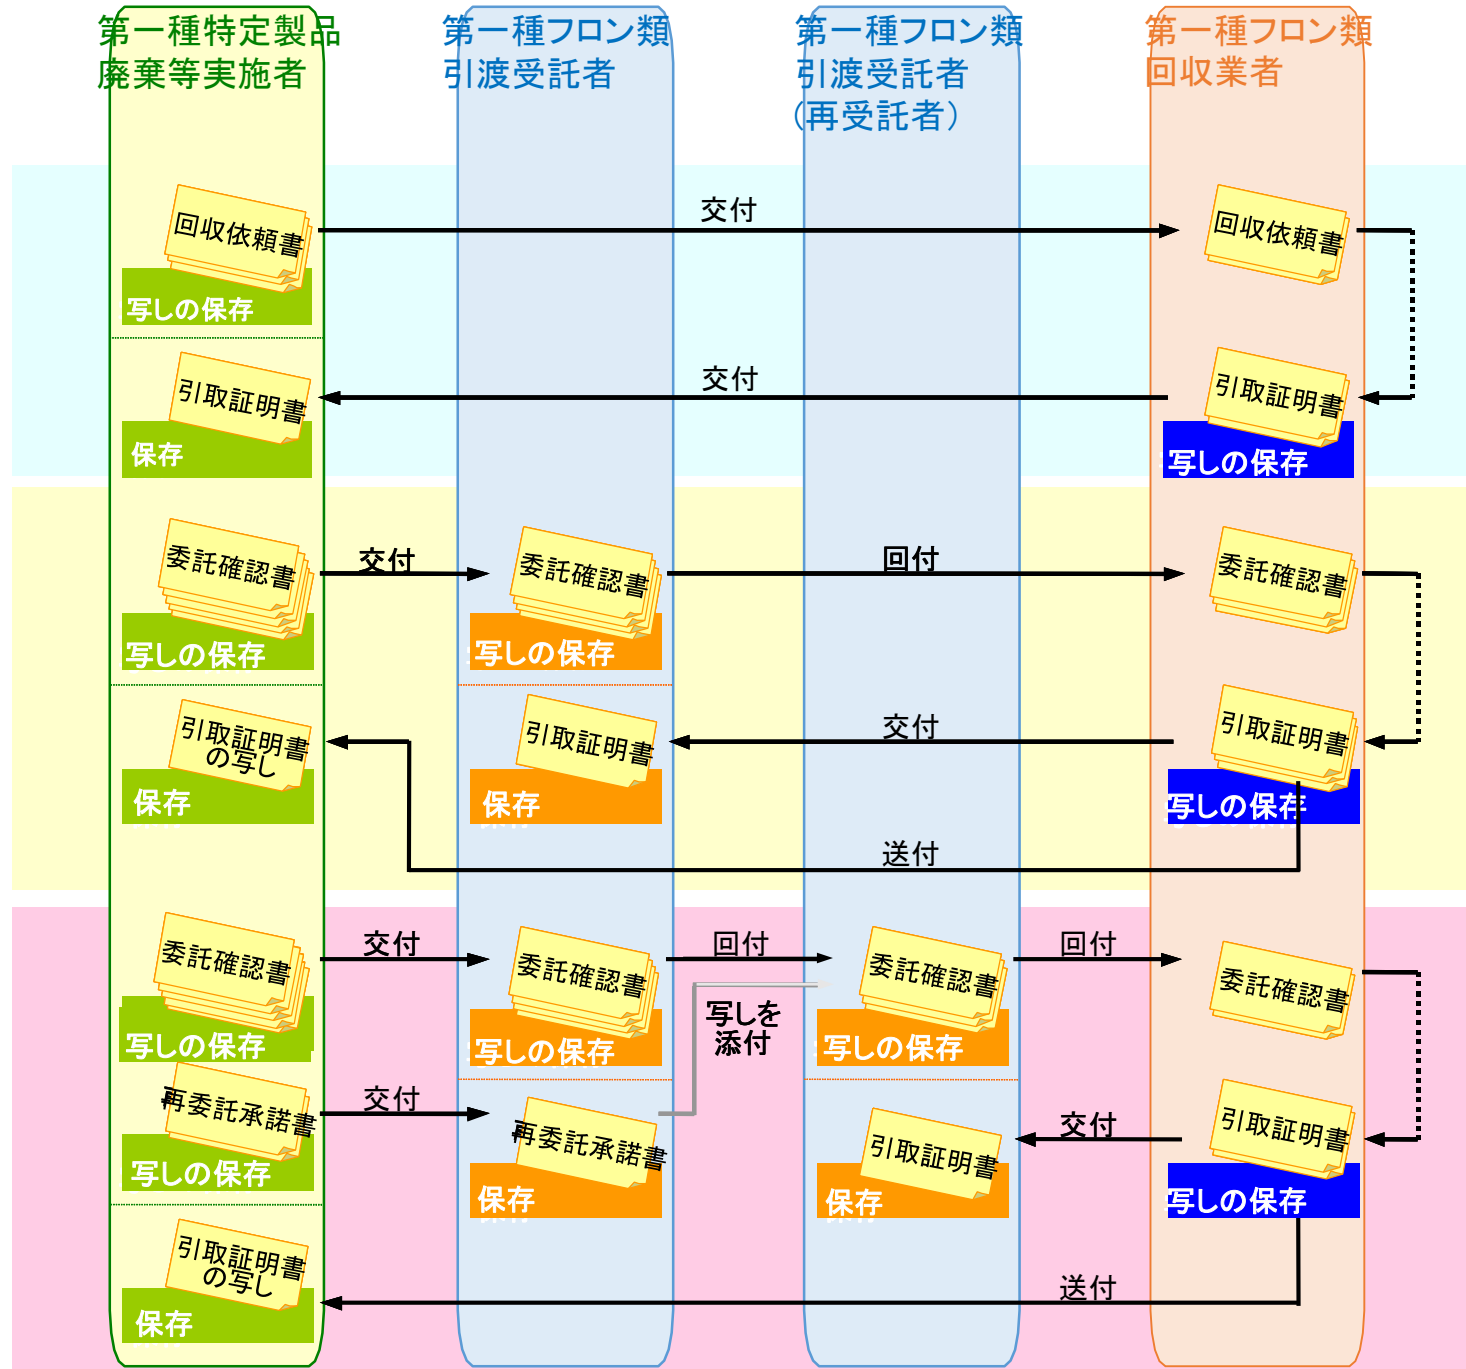 第一種特定製品
廃棄等実施者
第一種フロン類
引渡受託者
第一種フロン類
引渡受託者
（再受託者）
第一種フロン類
回収業者
回収依頼書
写しの保存
交付
回収依頼書
引取証明書
保存
交付
引取証明書
写しの保存
委託確認書
写しの保存
交付
委託確認書
写しの保存
回付
委託確認書
引取証明書
の写し
保存
引取証明書
保存
交付
引取証明書
写しの保存
送付
委託確認書
写しの保存
交付
委託確認書
写しの保存
回付
写しを
添付
委託確認書
写しの保存
回付
委託確認書
再委託承諾書
写しの保存
交付
再委託承諾書
保存
引取証明書
保存
交付
引取証明書
写しの保存
引取証明書
の写し
保存
送付